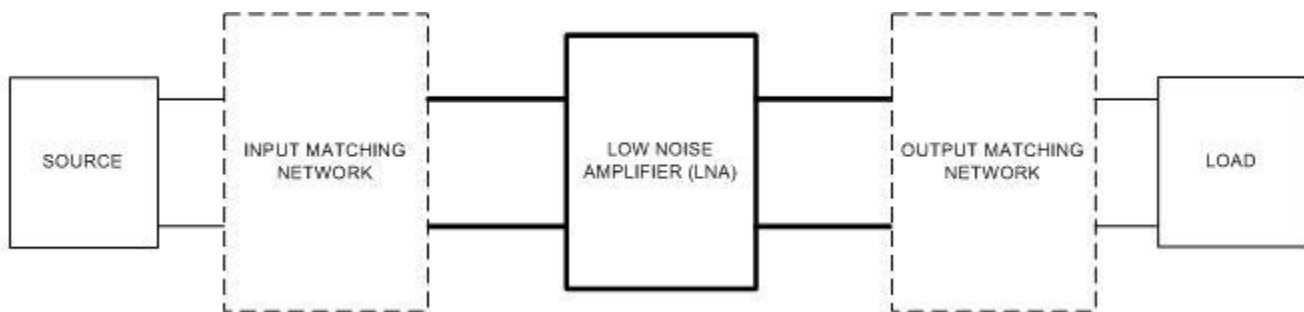 SOURCE
INPUT MATCHING
NETWORK
LOW NOISE
AMPLIFIER (LNA)
OUTPUT MATCHING
NETWORK
LOAD